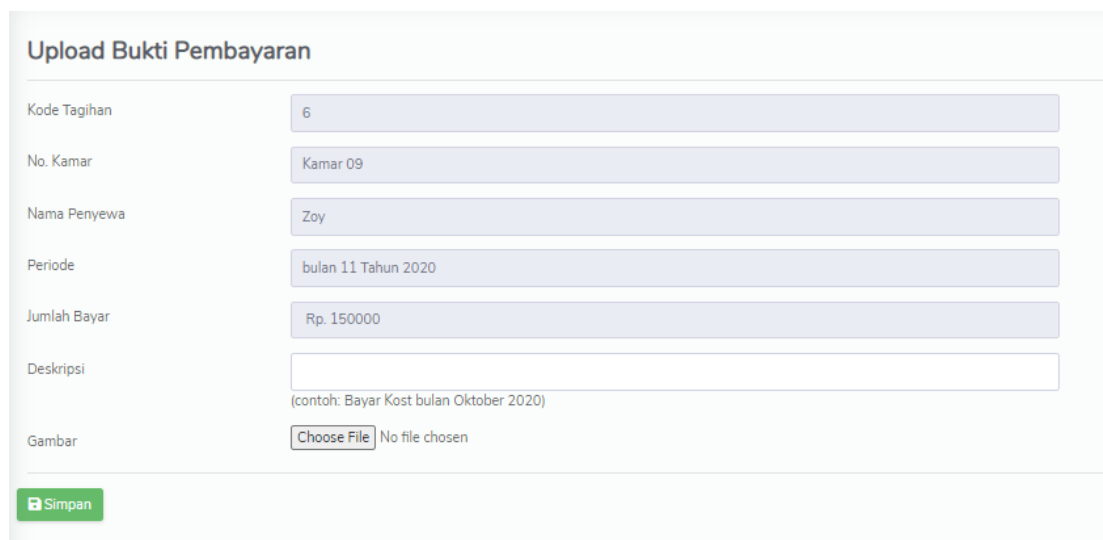 Upload Bukti Pembayaran
Kode Tagihan 6
No. Kamar Kamar 09
Nama Penyewa Zoy
Periode bulan 11 Tahun 2020
Jumlah Bayar Rp. 150000
Deskripsi
(contoh: Bayar Kost bulan Oktober 2020)
Gambar Choose File No file chosen
Simpan